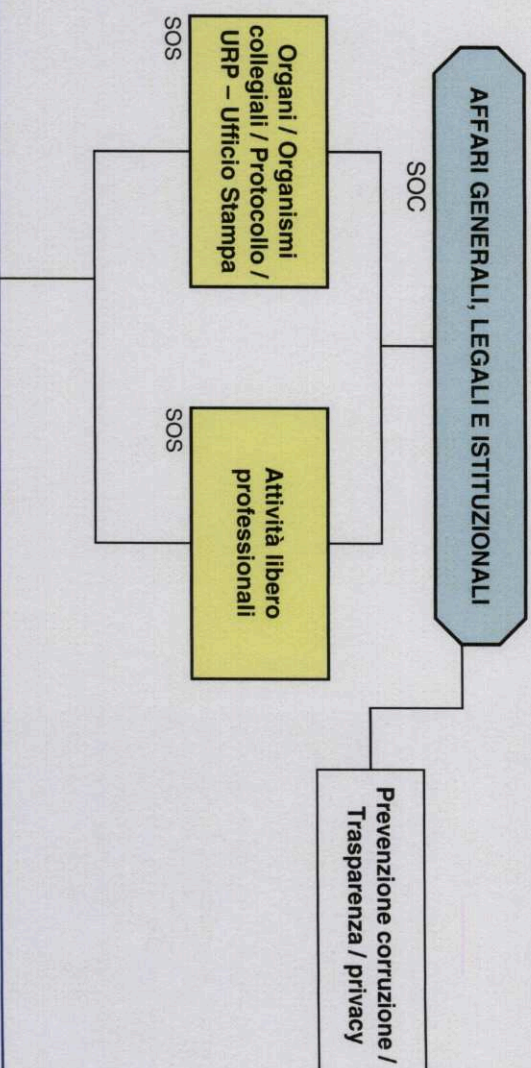 AFFARI GENERALI, LEGALI E ISTITUZIONALI
SOC
Prevenzione corruzione /
Trasparenza / privacy
Organi / Organismi
collegiali / Protocollo /
URP – Ufficio Stampa
SOS
Attività libero
professionali
SOS